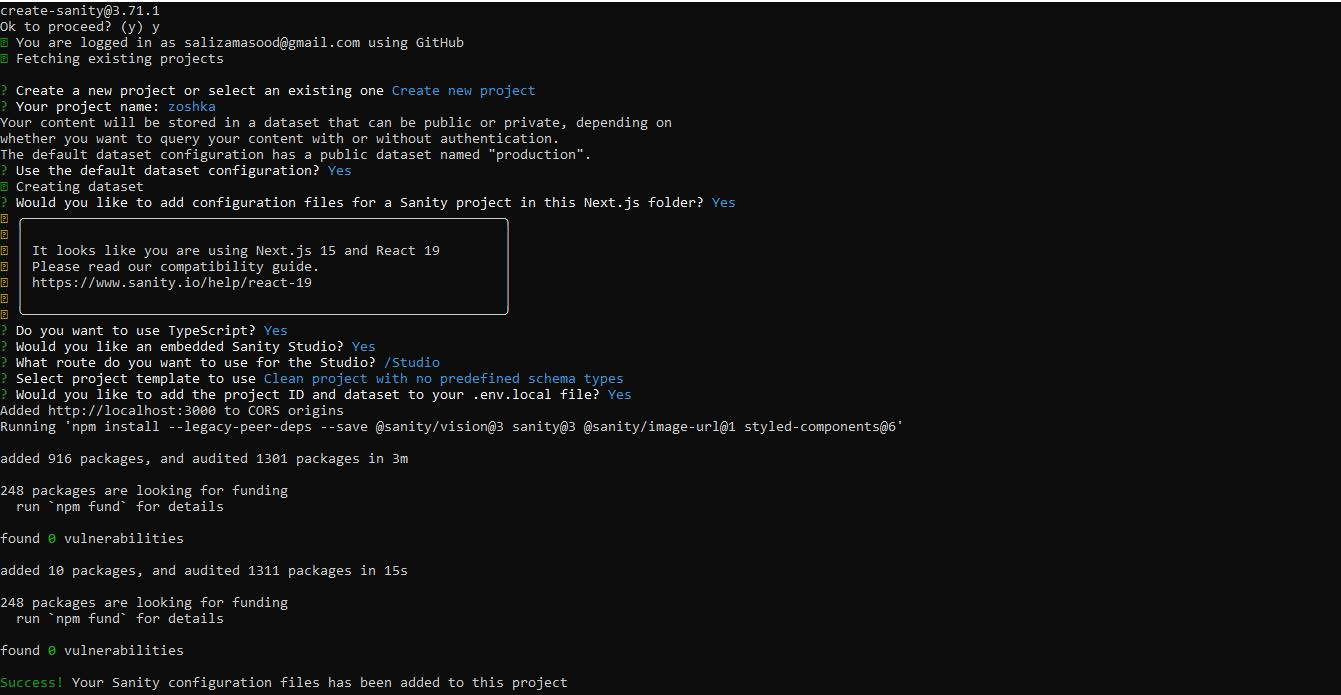 create-sanity@3.71.1
Ok to proceed? (y) y
You are logged in as salizamasood@gmail.com using GitHub
Fetching existing projects
? Create a new project or select an existing one Create new project
? Your project name: zoshka
Your content will be stored in a dataset that can be public or private, depending on
whether you want to query your content with or without authentication.
The default dataset configuration has a public dataset named "production".
? Use the default dataset configuration? Yes
Creating dataset
? Would you like to add configuration files for a Sanity project in this Next.js folder? Yes
It looks like you are using Next.js 15 and React 19
Please read our compatibility guide.
https://www.sanity.io/help/react-19
? Do you want to use TypeScript? Yes
? Would you like an embedded Sanity Studio? Yes
? What route do you want to use for the Studio? /Studio
? Select project template to use Clean project with no predefined schema types
? Would you like to add the project ID and dataset to your .env.local file? Yes
Added http://localhost:3000 to CORS origins
Running 'npm install --legacy-peer-deps --save @sanity/vision@3 sanity@3 @sanity/image-url@1 styled-components@6'
added 916 packages, and audited 1301 packages in 3m
248 packages are looking for funding
run `npm fund` for details
found 0 vulnerabilities
added 10 packages, and audited 1311 packages in 15s
248 packages are looking for funding
run `npm fund` for details
found 0 vulnerabilities
Success! Your Sanity configuration files has been added to this project